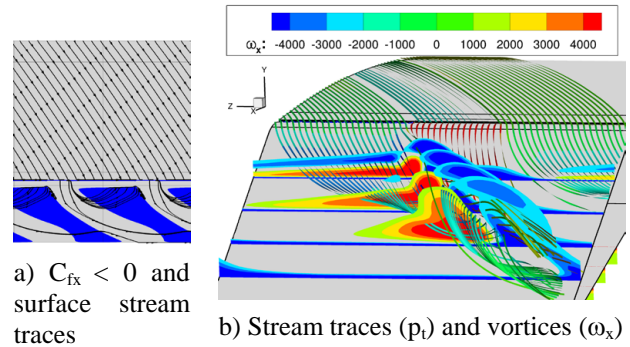 ωₓ: -4000 -3000 -2000 -1000 0 1000 2000 3000 4000
Y
Z
X
a) C_fx < 0 and
surface stream
traces
b) Stream traces (pₜ) and vortices (ωₓ)